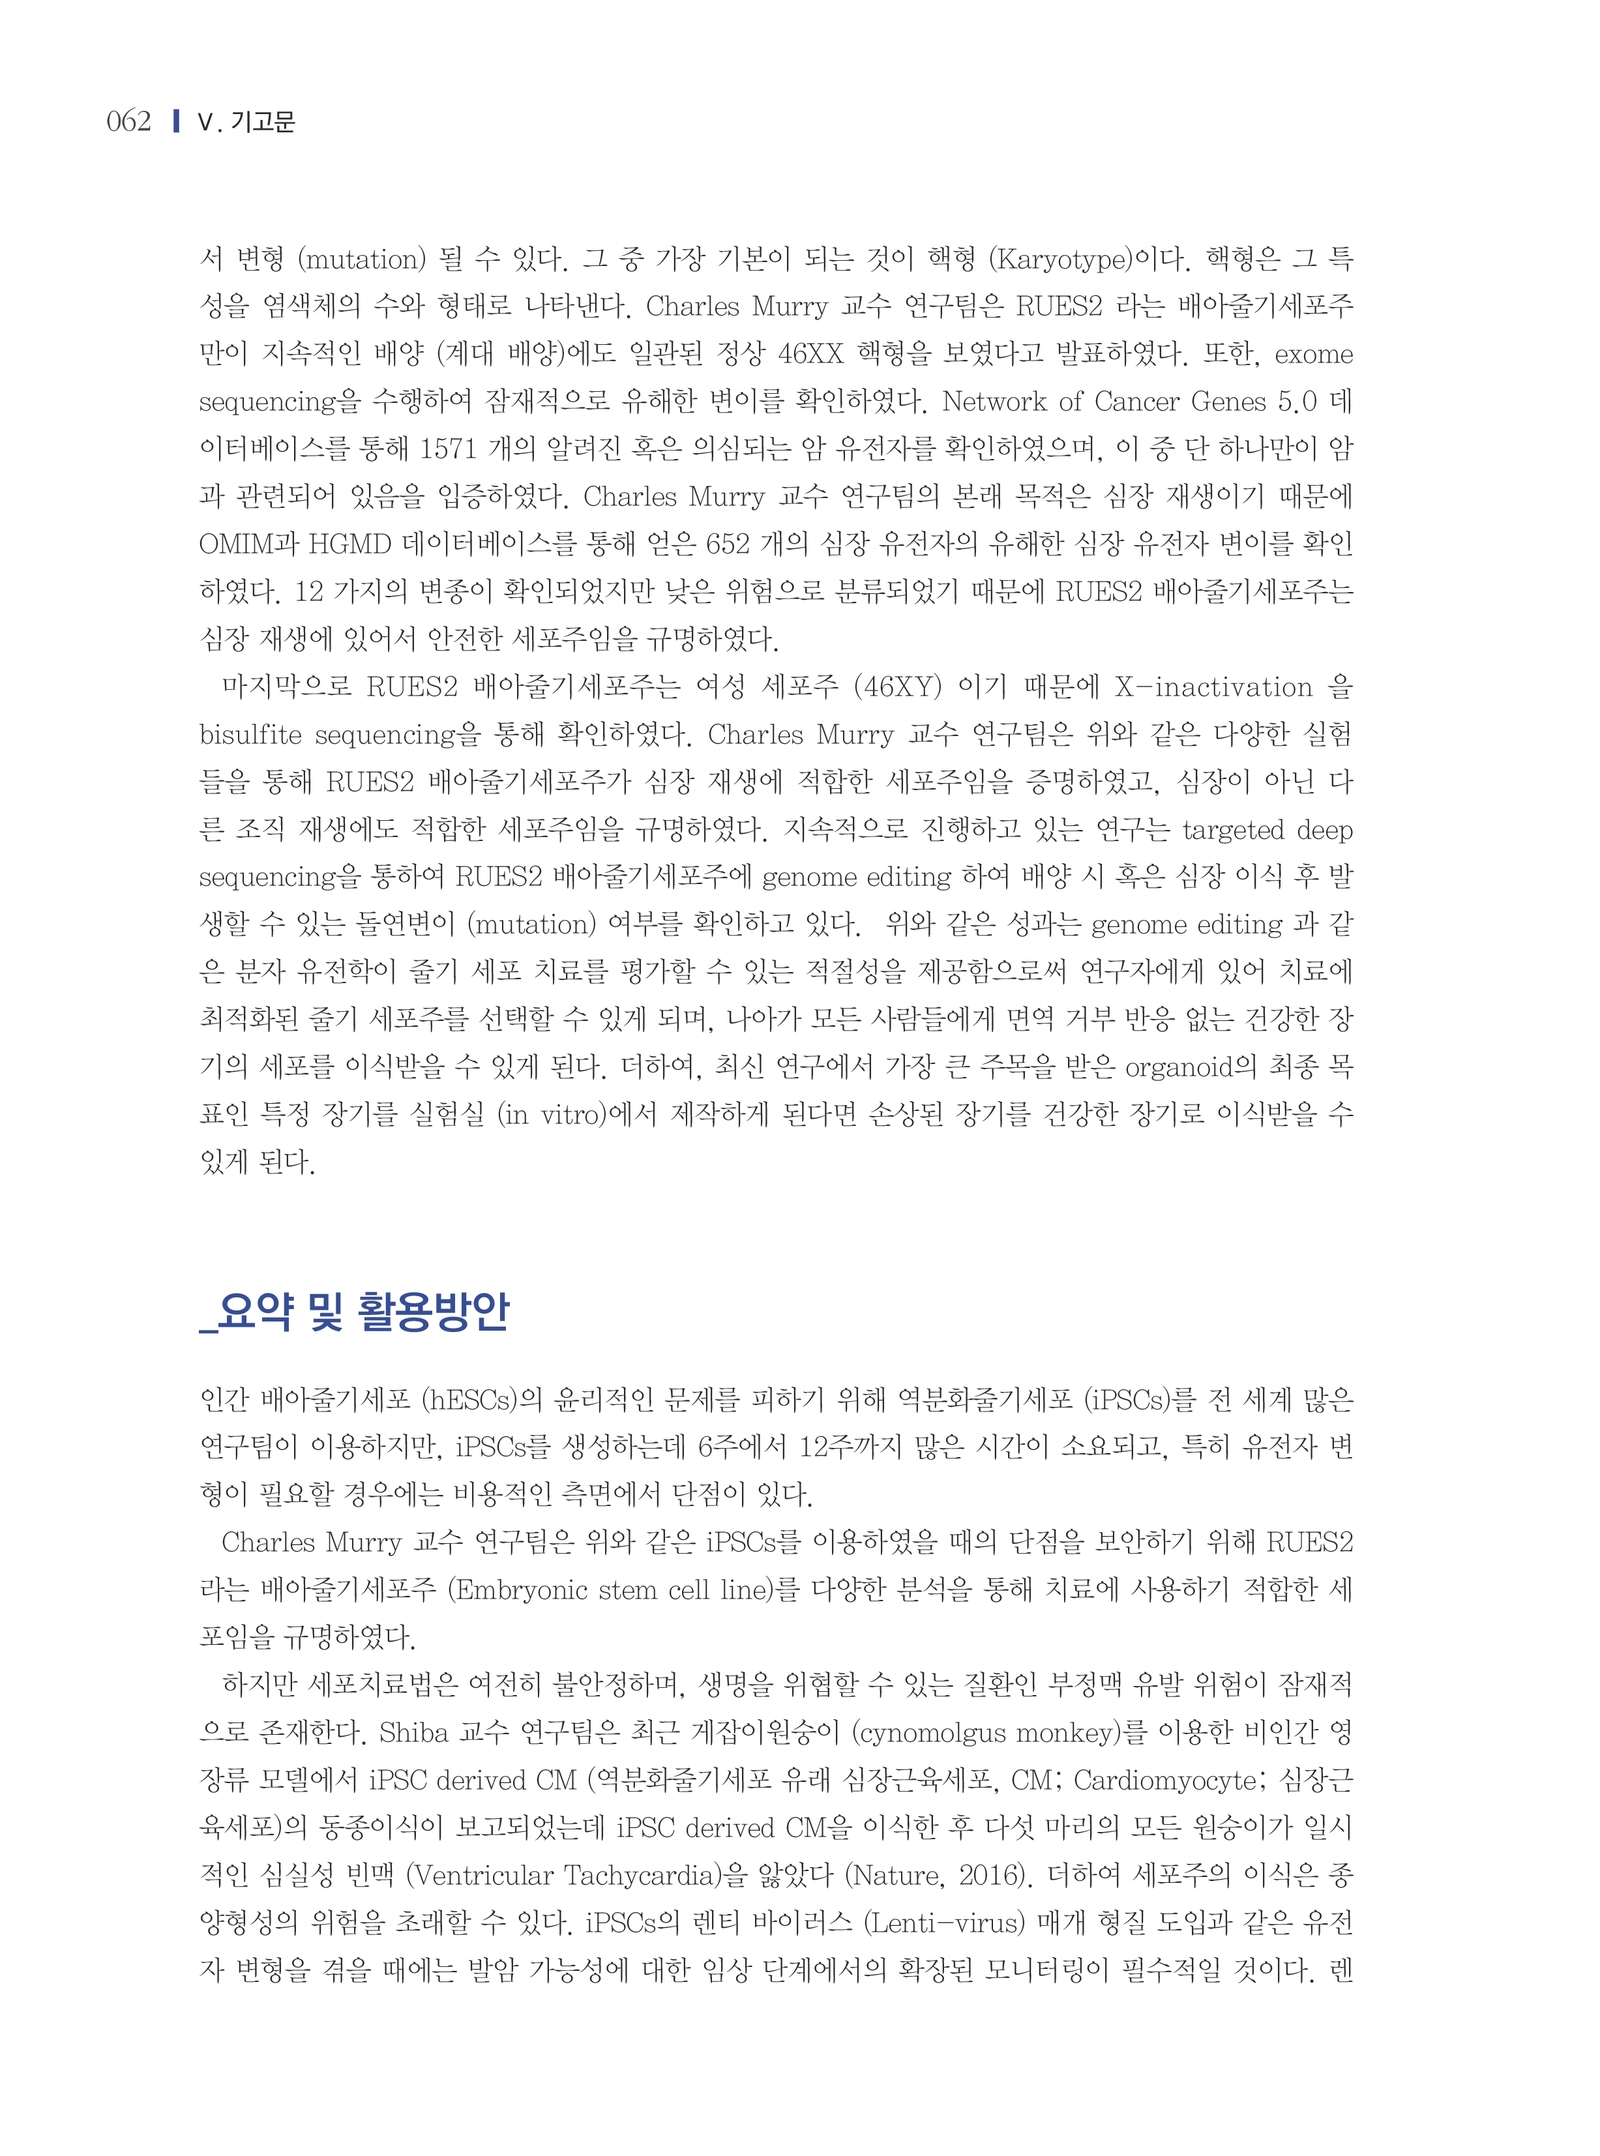 062 V. 기고문
서 변형 (mutation) 될 수 있다. 그 중 가장 기본이 되는 것이 핵형 (Karyotype)이다. 핵형은 그 특
성을 염색체의 수와 형태로 나타낸다. Charles Murry 교수 연구팀은 RUES2 라는 배아줄기세포주
만이 지속적인 배양 (계대 배양)에도 일관된 정상 46XX 핵형을 보였다고 발표하였다. 또한, exome
sequencing을 수행하여 잠재적으로 유해한 변이를 확인하였다. Network of Cancer Genes 5.0 데
이터베이스를 통해 1571 개의 알려진 혹은 의심되는 암 유전자를 확인하였으며, 이 중 단 하나만이 암
과 관련되어 있음을 입증하였다. Charles Murry 교수 연구팀의 본래 목적은 심장 재생이기 때문에
OMIM과 HGMD 데이터베이스를 통해 얻은 652 개의 심장 유전자의 유해한 심장 유전자 변이를 확인
하였다. 12 가지의 변종이 확인되었지만 낮은 위험으로 분류되었기 때문에 RUES2 배아줄기세포주는
심장 재생에 있어서 안전한 세포주임을 규명하였다.
마지막으로 RUES2 배아줄기세포주는 여성 세포주 (46XY) 이기 때문에 X-inactivation 을
bisulfite sequencing을 통해 확인하였다. Charles Murry 교수 연구팀은 위와 같은 다양한 실험
들을 통해 RUES2 배아줄기세포주가 심장 재생에 적합한 세포주임을 증명하였고, 심장이 아닌 다
른 조직 재생에도 적합한 세포주임을 규명하였다. 지속적으로 진행하고 있는 연구는 targeted deep
sequencing을 통하여 RUES2 배아줄기세포주에 genome editing 하여 배양 시 혹은 심장 이식 후 발
생할 수 있는 돌연변이 (mutation) 여부를 확인하고 있다. 위와 같은 성과는 genome editing 과 같
은 분자 유전학이 줄기 세포 치료를 평가할 수 있는 적절성을 제공함으로써 연구자에게 있어 치료에
최적화된 줄기 세포주를 선택할 수 있게 되며, 나아가 모든 사람들에게 면역 거부 반응 없는 건강한 장
기의 세포를 이식받을 수 있게 된다. 더하여, 최신 연구에서 가장 큰 주목을 받은 organoid의 최종 목
표인 특정 장기를 실험실 (in vitro)에서 제작하게 된다면 손상된 장기를 건강한 장기로 이식받을 수
있게 된다.
_요약 및 활용방안
인간 배아줄기세포 (hESCs)의 윤리적인 문제를 피하기 위해 역분화줄기세포 (iPSCs)를 전 세계 많은
연구팀이 이용하지만, iPSCs를 생성하는데 6주에서 12주까지 많은 시간이 소요되고, 특히 유전자 변
형이 필요할 경우에는 비용적인 측면에서 단점이 있다.
Charles Murry 교수 연구팀은 위와 같은 iPSCs를 이용하였을 때의 단점을 보안하기 위해 RUES2
라는 배아줄기세포주 (Embryonic stem cell line)를 다양한 분석을 통해 치료에 사용하기 적합한 세
포임을 규명하였다.
하지만 세포치료법은 여전히 불안정하며, 생명을 위협할 수 있는 질환인 부정맥 유발 위험이 잠재적
으로 존재한다. Shiba 교수 연구팀은 최근 게잡이원숭이 (cynomolgus monkey)를 이용한 비인간 영
장류 모델에서 iPSC derived CM (역분화줄기세포 유래 심장근육세포, CM; Cardiomyocyte; 심장근
육세포)의 동종이식이 보고되었는데 iPSC derived CM을 이식한 후 다섯 마리의 모든 원숭이가 일시
적인 심실성 빈맥 (Ventricular Tachycardia)을 앓았다 (Nature, 2016). 더하여 세포주의 이식은 종
양형성의 위험을 초래할 수 있다. iPSCs의 렌티 바이러스 (Lenti-virus) 매개 형질 도입과 같은 유전
자 변형을 겪을 때에는 발암 가능성에 대한 임상 단계에서의 확장된 모니터링이 필수적일 것이다. 렌